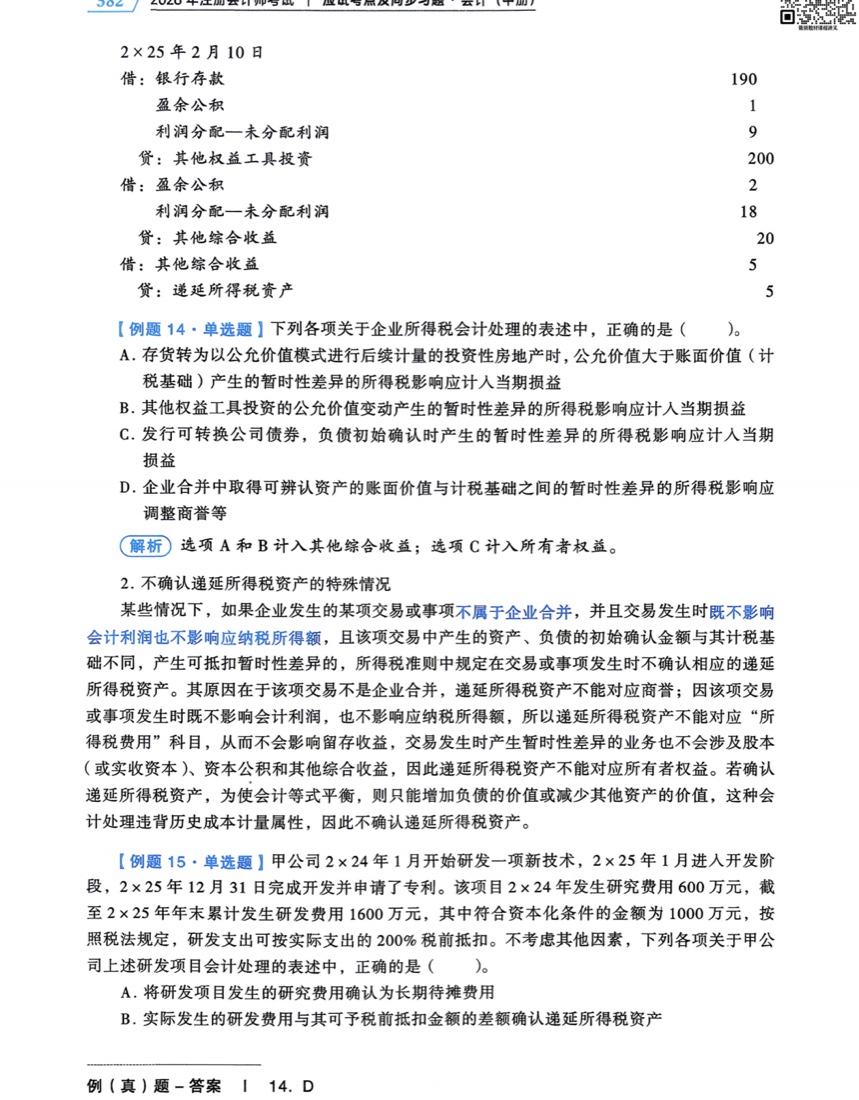 382 2026年注册会计师考试 | 应试考点及同步习题·会计（中册）
2×25 年 2 月 10 日
借：银行存款 190
盈余公积 1
利润分配—未分配利润 9
贷：其他权益工具投资 200
借：盈余公积 2
利润分配—未分配利润 18
贷：其他综合收益 20
借：其他综合收益 5
贷：递延所得税资产 5
【例题 14·单选题】下列各项关于企业所得税会计处理的表述中，正确的是（　　）。
A. 存货转为以公允价值模式进行后续计量的投资性房地产时，公允价值大于账面价值（计
税基础）产生的暂时性差异的所得税影响应计入当期损益
B. 其他权益工具投资的公允价值变动产生的暂时性差异的所得税影响应计入当期损益
C. 发行可转换公司债券，负债初始确认时产生的暂时性差异的所得税影响应计入当期
损益
D. 企业合并中取得可辨认资产的账面价值与计税基础之间的暂时性差异的所得税影响应
调整商誉等
解析 选项 A 和 B 计入其他综合收益；选项 C 计入所有者权益。
2. 不确认递延所得税资产的特殊情况
某些情况下，如果企业发生的某项交易或事项不属于企业合并，并且交易发生时既不影响
会计利润也不影响应纳税所得额，且该项交易中产生的资产、负债的初始确认金额与其计税基
础不同，产生可抵扣暂时性差异的，所得税准则中规定在交易或事项发生时不确认相应的递延
所得税资产。其原因在于该项交易不是企业合并，递延所得税资产不能对应商誉；因该项交易
或事项发生时既不影响会计利润，也不影响应纳税所得额，所以递延所得税资产不能对应“所
得税费用”科目，从而不会影响留存收益，交易发生时产生暂时性差异的业务也不会涉及股本
（或实收资本）、资本公积和其他综合收益，因此递延所得税资产不能对应所有者权益。若确认
递延所得税资产，为使会计等式平衡，则只能增加负债的价值或减少其他资产的价值，这种会
计处理违背历史成本计量属性，因此不确认递延所得税资产。
【例题 15·单选题】甲公司 2×24 年 1 月开始研发一项新技术，2×25 年 1 月进入开发阶
段，2×25 年 12 月 31 日完成开发并申请了专利。该项目 2×24 年发生研究费用 600 万元，截
至 2×25 年年末累计发生研发费用 1600 万元，其中符合资本化条件的金额为 1000 万元，按
照税法规定，研发支出可按实际支出的 200% 税前抵扣。不考虑其他因素，下列各项关于甲公
司上述研发项目会计处理的表述中，正确的是（　　）。
A. 将研发项目发生的研究费用确认为长期待摊费用
B. 实际发生的研发费用与其可予税前抵扣金额的差额确认递延所得税资产
例（真）题－答案 | 14. D